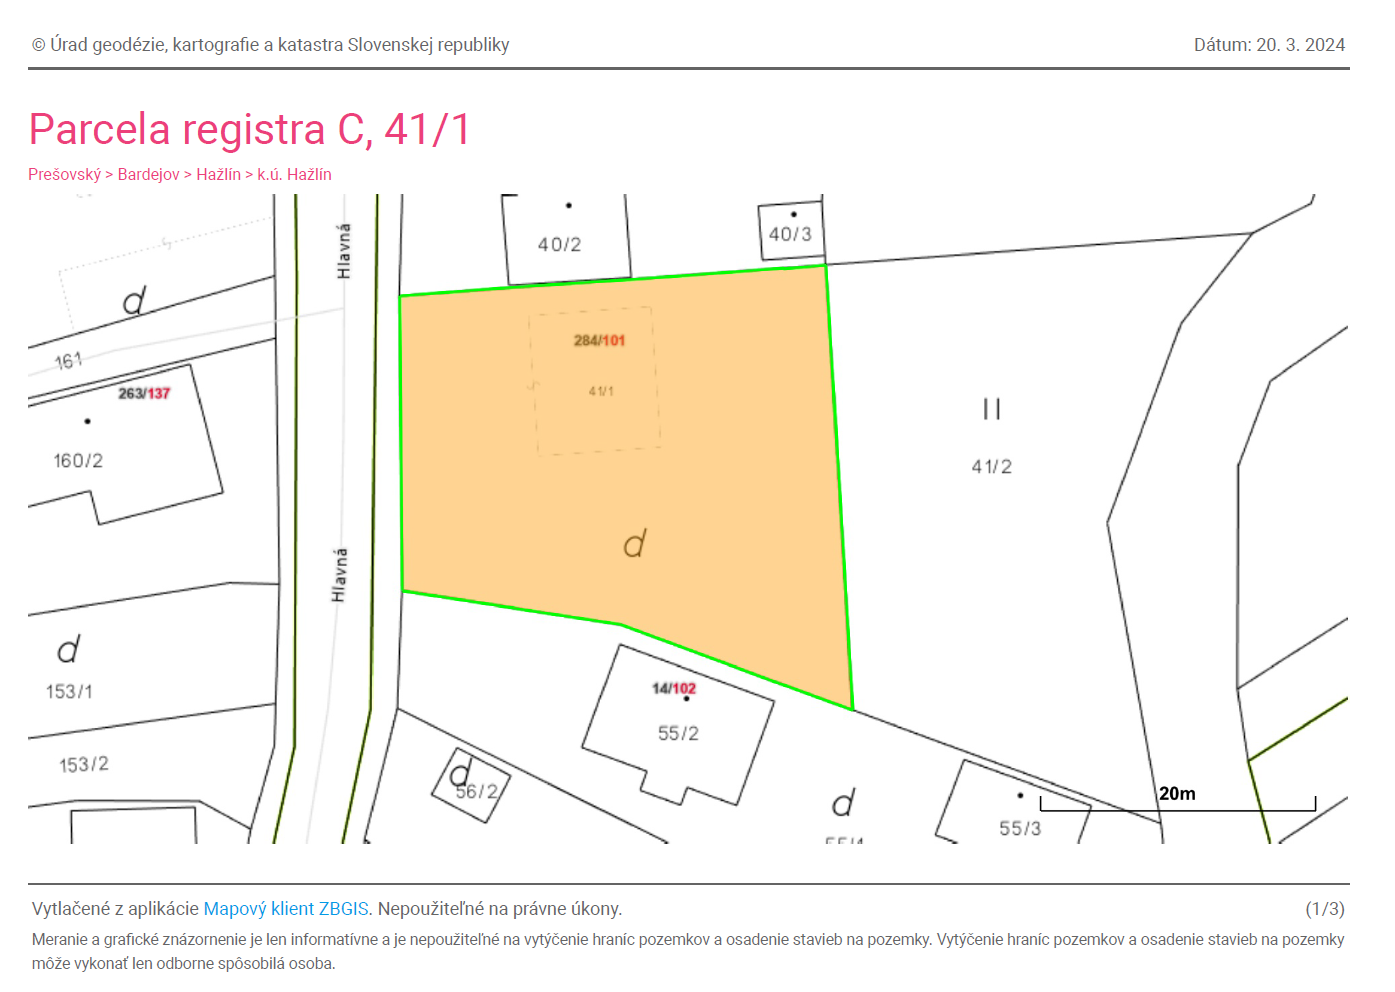 © Úrad geodézie, kartografie a katastra Slovenskej republiky
Dátum: 20. 3. 2024
Parcela registra C, 41/1
Prešovský > Bardejov > Hažlín > k.ú. Hažlín
Hlavná
40/2
40/3
d
284/101
161
263/137
41/1
II
160/2
41/2
d
Hlavná
d
153/1
14/102
55/2
153/2
d
56/2
d
20m
55/3
Vytlačené z aplikácie Mapový klient ZBGIS. Nepoužiteľné na právne úkony.
(1/3)
Meranie a grafické znázornenie je len informatívne a je nepoužiteľné na vytýčenie hraníc pozemkov a osadenie stavieb na pozemky. Vytýčenie hraníc pozemkov a osadenie stavieb na pozemky
môže vykonať len odborne spôsobilá osoba.